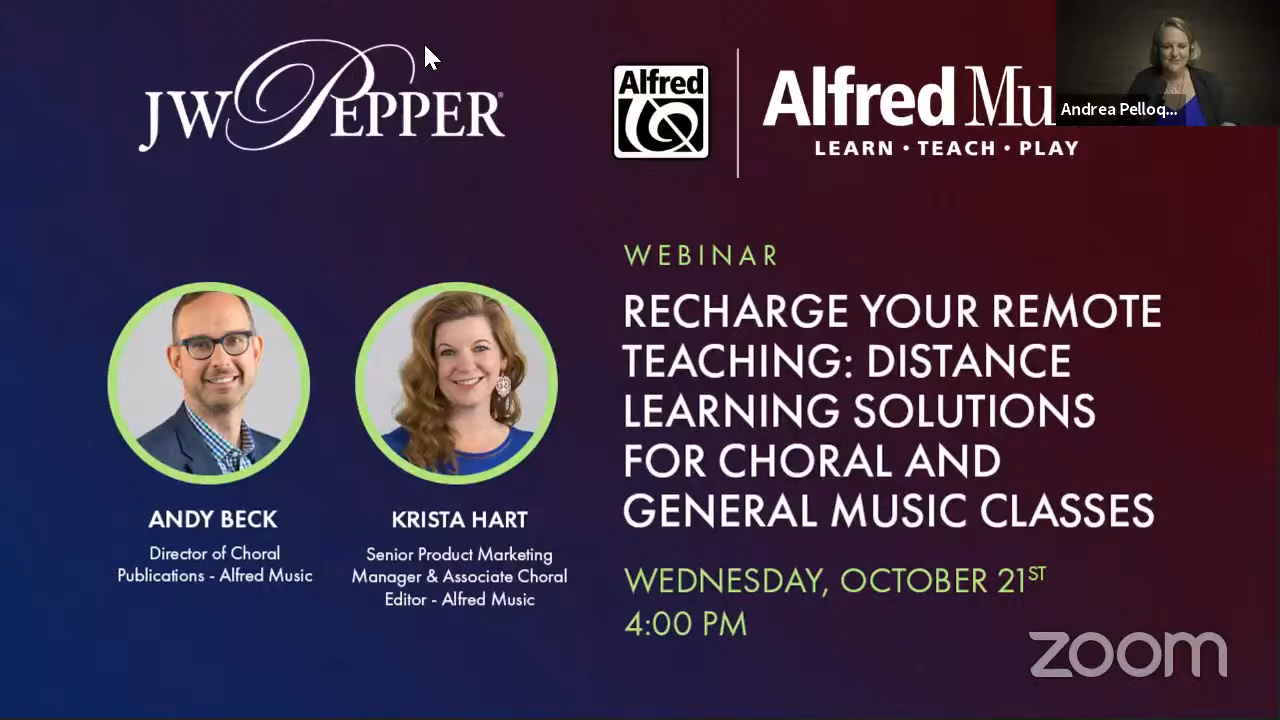 JW PEPPER®
Alfred
Alfred Mu
LEARN • TEACH • PLAY
Andrea Pelloq...
WEBINAR
RECHARGE YOUR REMOTE
TEACHING: DISTANCE
LEARNING SOLUTIONS
FOR CHORAL AND
GENERAL MUSIC CLASSES
WEDNESDAY, OCTOBER 21ST
4:00 PM
ANDY BECK
Director of Choral
Publications - Alfred Music
KRISTA HART
Senior Product Marketing
Manager & Associate Choral
Editor - Alfred Music
zoom